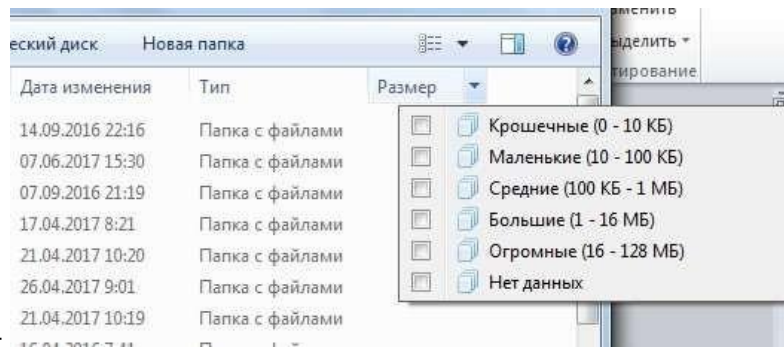 еский диск Новая папка
Дата изменения Тип Размер
14.09.2016 22:16 Папка с файлами
07.06.2017 15:30 Папка с файлами
07.09.2016 21:19 Папка с файлами
17.04.2017 8:21 Папка с файлами
21.04.2017 10:20 Папка с файлами
26.04.2017 9:01 Папка с файлами
21.04.2017 10:19 Папка с файлами
Крошечные (0 - 10 КБ)
Маленькие (10 - 100 КБ)
Средние (100 КБ - 1 МБ)
Большие (1 - 16 МБ)
Огромные (16 - 128 МБ)
Нет данных
аменить
ыделить
тирование